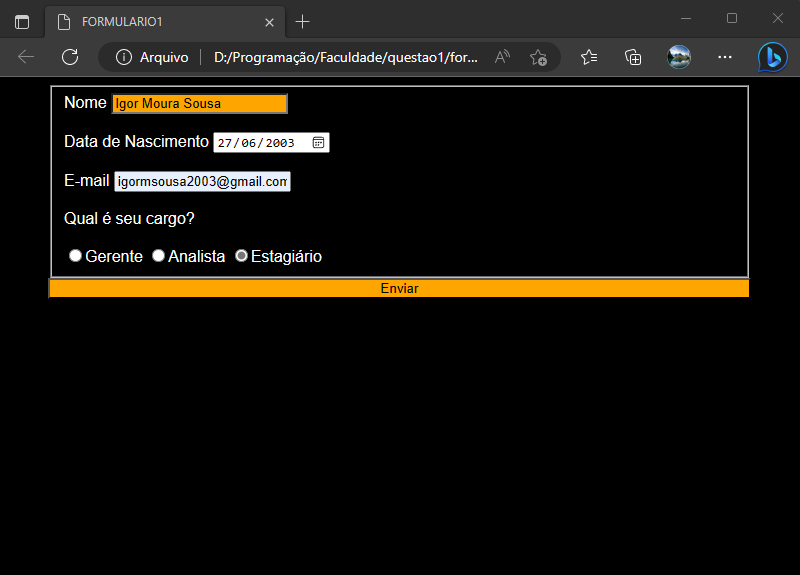 FORMULARIO1
Arquivo D:/Programação/Faculdade/questao1/for...
Nome Igor Moura Sousa
Data de Nascimento 27/06/2003
E-mail igormsousa2003@gmail.com
Qual é seu cargo?
Gerente Analista Estagiário
Enviar